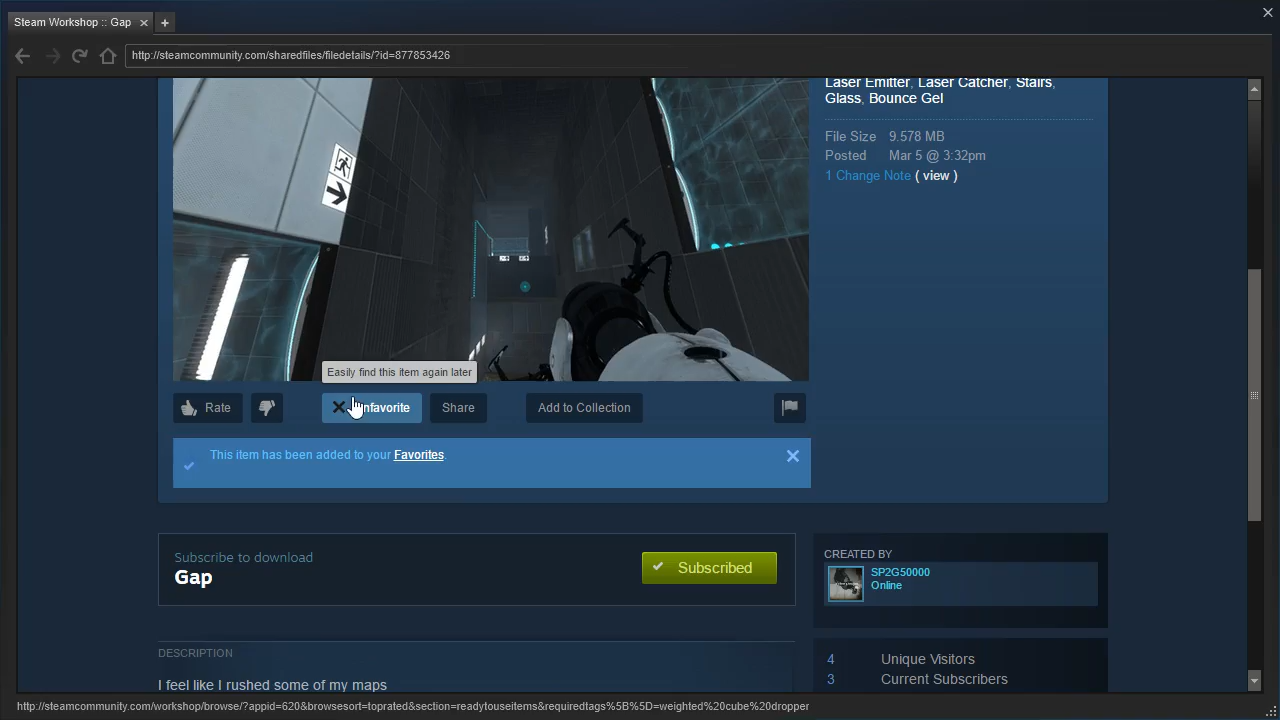 Steam Workshop :: Gap
http://steamcommunity.com/sharedfiles/filedetails/?id=877853426
Laser Emitter, Laser Catcher, Stairs,
Glass, Bounce Gel
File Size 9.578 MB
Posted Mar 5 @ 3:32pm
1 Change Note ( view )
Easily find this item again later
Rate
nfavorite
Share
Add to Collection
This item has been added to your Favorites.
Subscribe to download
Gap
Subscribed
CREATED BY
SP2G50000
Online
DESCRIPTION
I feel like I rushed some of my maps
4 Unique Visitors
3 Current Subscribers
http://steamcommunity.com/workshop/browse/?appid=620&browsesort=toprated&section=readytouseitems&requiredtags%5B%5D=weighted%20cube%20dropper